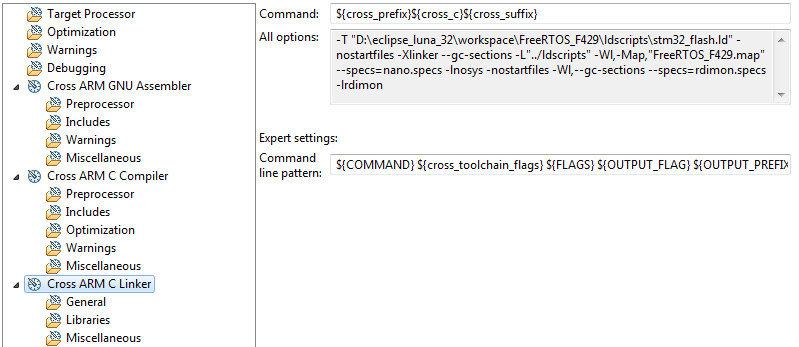 Target Processor
Optimization
Warnings
Debugging
Cross ARM GNU Assembler
Preprocessor
Includes
Warnings
Miscellaneous
Cross ARM C Compiler
Preprocessor
Includes
Optimization
Warnings
Miscellaneous
Cross ARM C Linker
General
Libraries
Miscellaneous
Command: ${cross_prefix}${cross_c}${cross_suffix}
All options: -T "D:\eclipse_luna_32\workspace\FreeRTOS_F429\ldscripts\stm32_flash.ld" -
nostartfiles -Xlinker --gc-sections -L"../ldscripts" -Wl,-Map,"FreeRTOS_F429.map"
--specs=nano.specs -lnosys -nostartfiles -Wl,--gc-sections --specs=rdimon.specs
-lrdimon
Expert settings:
Command
line pattern: ${COMMAND} ${cross_toolchain_flags} ${FLAGS} ${OUTPUT_FLAG} ${OUTPUT_PREFIX